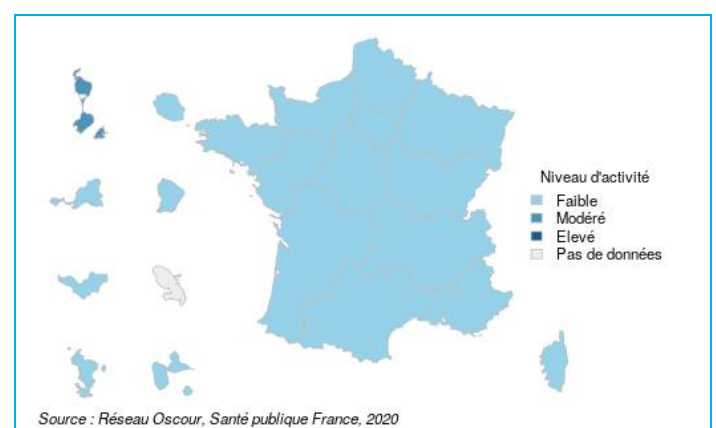 Niveau d'activité
Faible
Modéré
Elevé
Pas de données
Source : Réseau Oscour, Santé publique France, 2020